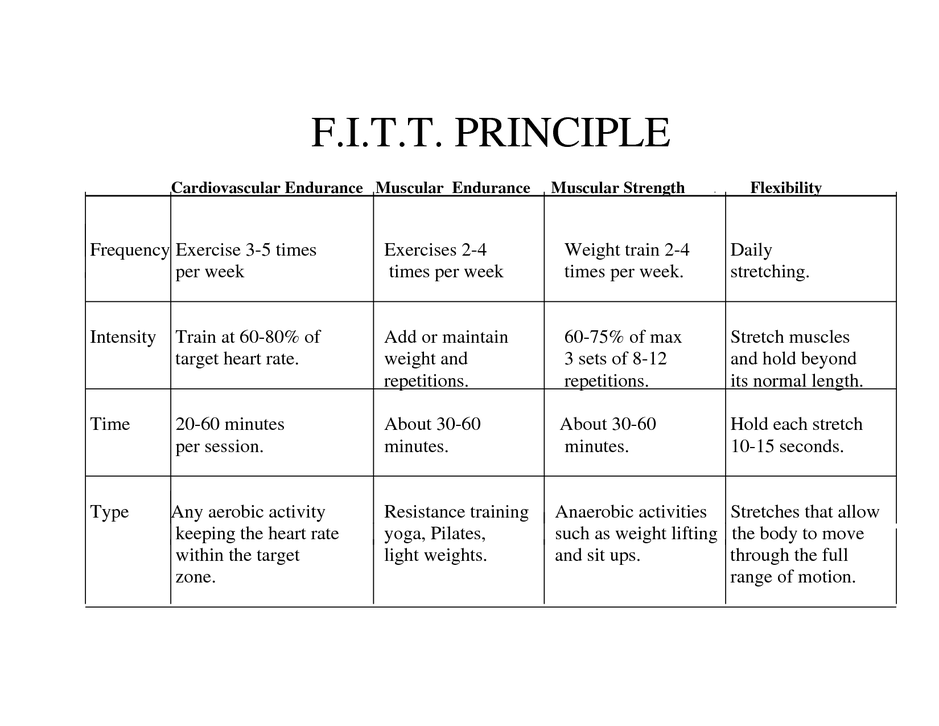 F.I.T.T. PRINCIPLE
Cardiovascular Endurance Muscular Endurance Muscular Strength Flexibility
Frequency Exercise 3-5 times Exercises 2-4 Weight train 2-4 Daily
per week times per week times per week. stretching.
Intensity Train at 60-80% of Add or maintain 60-75% of max Stretch muscles
target heart rate. weight and 3 sets of 8-12 and hold beyond
repetitions. repetitions. its normal length.
Time 20-60 minutes About 30-60 About 30-60 Hold each stretch
per session. minutes. minutes. 10-15 seconds.
Type Any aerobic activity Resistance training Anaerobic activities Stretches that allow
keeping the heart rate yoga, Pilates, such as weight lifting the body to move
within the target light weights. and sit ups. through the full
zone. range of motion.